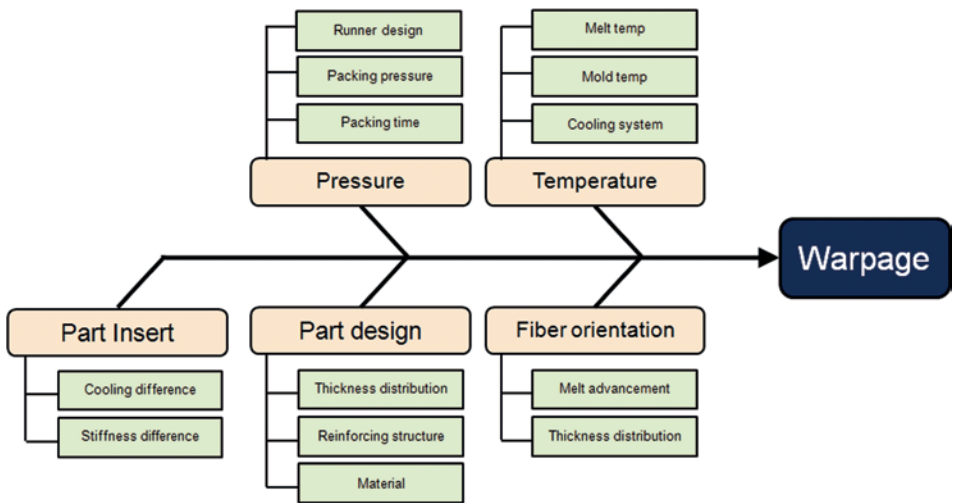 Runner design
Packing pressure
Packing time
Pressure
Melt temp
Mold temp
Cooling system
Temperature
Warpage
Part Insert
Cooling difference
Stiffness difference
Part design
Thickness distribution
Reinforcing structure
Material
Fiber orientation
Melt advancement
Thickness distribution